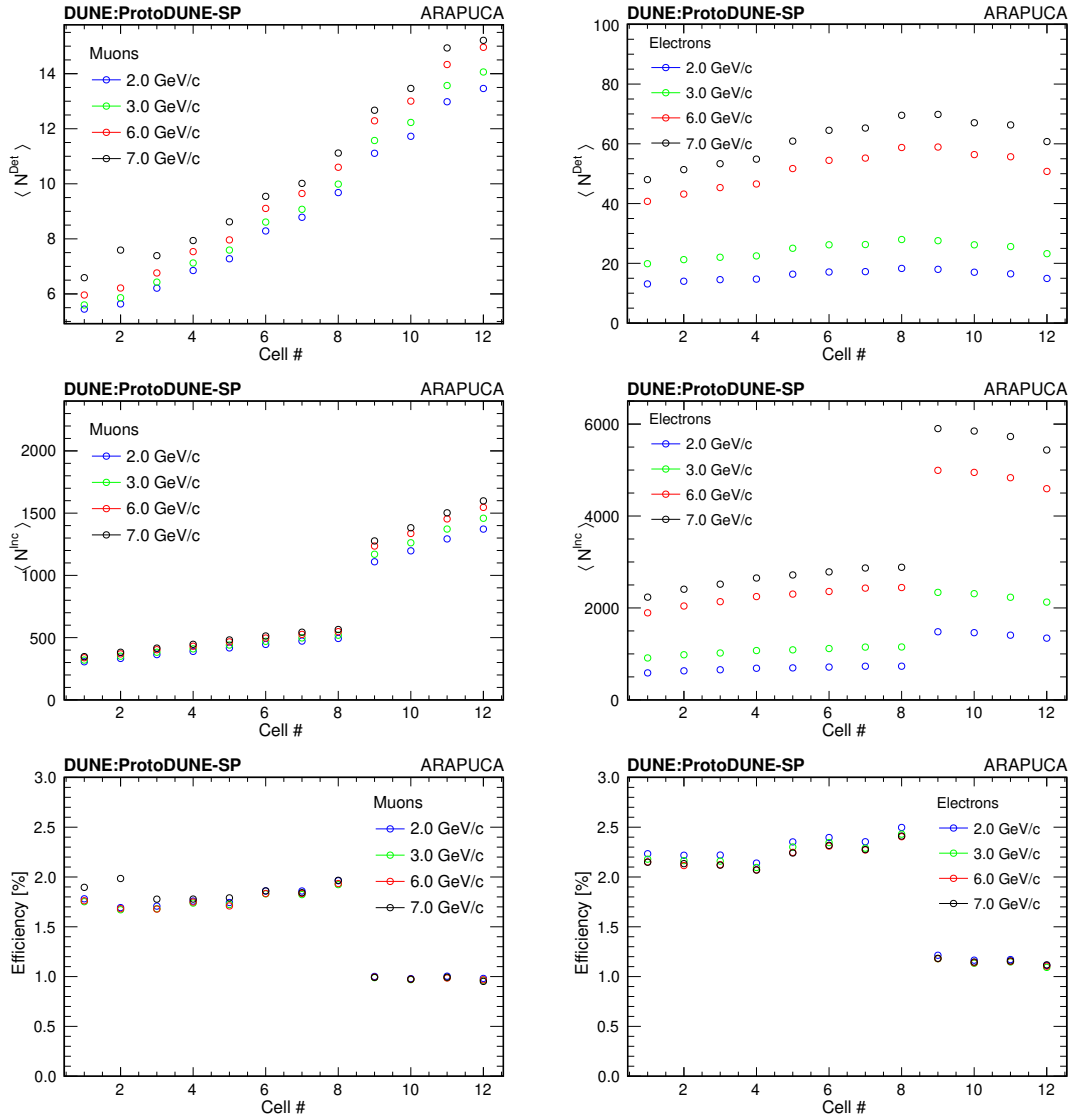 DUNE:ProtoDUNE-SP ARAPUCA
Muons
2.0 GeV/c
3.0 GeV/c
6.0 GeV/c
7.0 GeV/c
⟨ N^Det ⟩
6
8
10
12
14
2 4 6 8 10 12
Cell #
DUNE:ProtoDUNE-SP ARAPUCA
Electrons
2.0 GeV/c
3.0 GeV/c
6.0 GeV/c
7.0 GeV/c
⟨ N^Det ⟩
0
20
40
60
80
100
2 4 6 8 10 12
Cell #
DUNE:ProtoDUNE-SP ARAPUCA
Muons
2.0 GeV/c
3.0 GeV/c
6.0 GeV/c
7.0 GeV/c
⟨ N^Inc ⟩
0
500
1000
1500
2000
2 4 6 8 10 12
Cell #
DUNE:ProtoDUNE-SP ARAPUCA
Electrons
2.0 GeV/c
3.0 GeV/c
6.0 GeV/c
7.0 GeV/c
⟨ N^Inc ⟩
0
2000
4000
6000
2 4 6 8 10 12
Cell #
DUNE:ProtoDUNE-SP ARAPUCA
Muons
2.0 GeV/c
3.0 GeV/c
6.0 GeV/c
7.0 GeV/c
Efficiency [%]
0.0
0.5
1.0
1.5
2.0
2.5
3.0
2 4 6 8 10 12
Cell #
DUNE:ProtoDUNE-SP ARAPUCA
Electrons
2.0 GeV/c
3.0 GeV/c
6.0 GeV/c
7.0 GeV/c
Efficiency [%]
0.0
0.5
1.0
1.5
2.0
2.5
3.0
2 4 6 8 10 12
Cell #